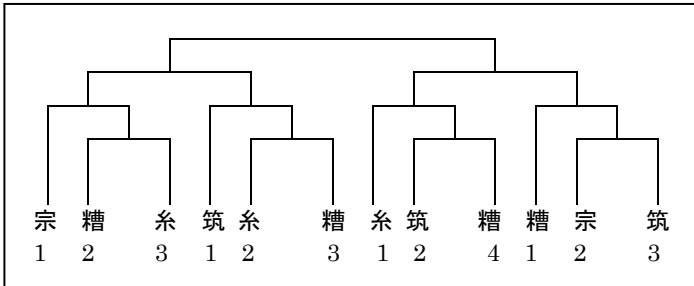 宗 糟 糸 筑 糸 糟 糸 筑 糟 糟 宗 筑
1 2 3 1 2 3 1 2 4 1 2 3